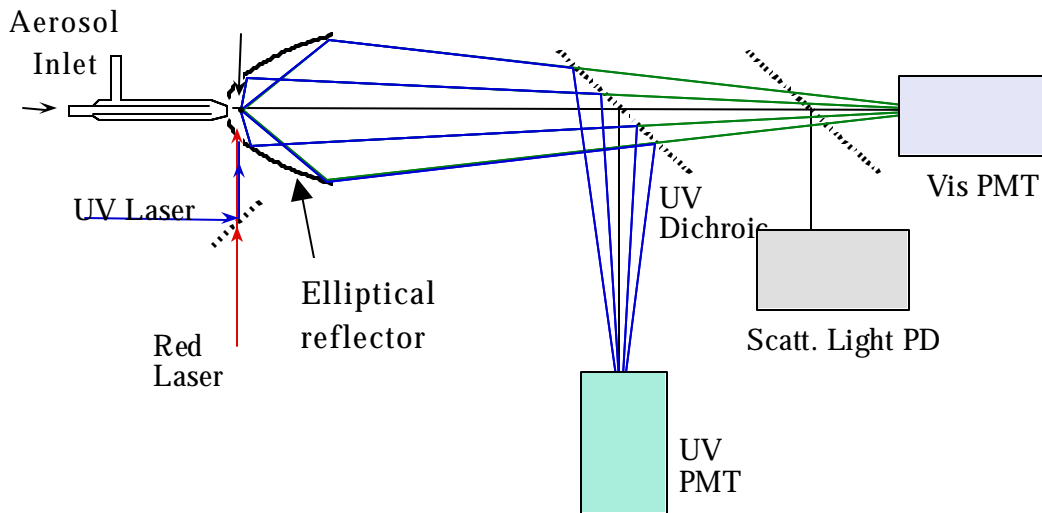 Aerosol
Inlet
Vis PMT
UV Laser
UV
Dichroic
Elliptical
reflector
Scatt. Light PD
Red
Laser
UV
PMT